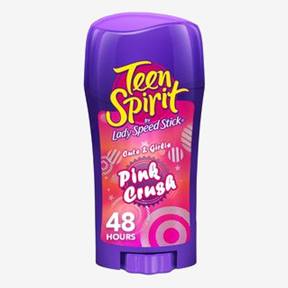 Teen
Spirit
by
Lady Speed Stick®
Cute & Girlie
Pink
Crush
48
HOURS